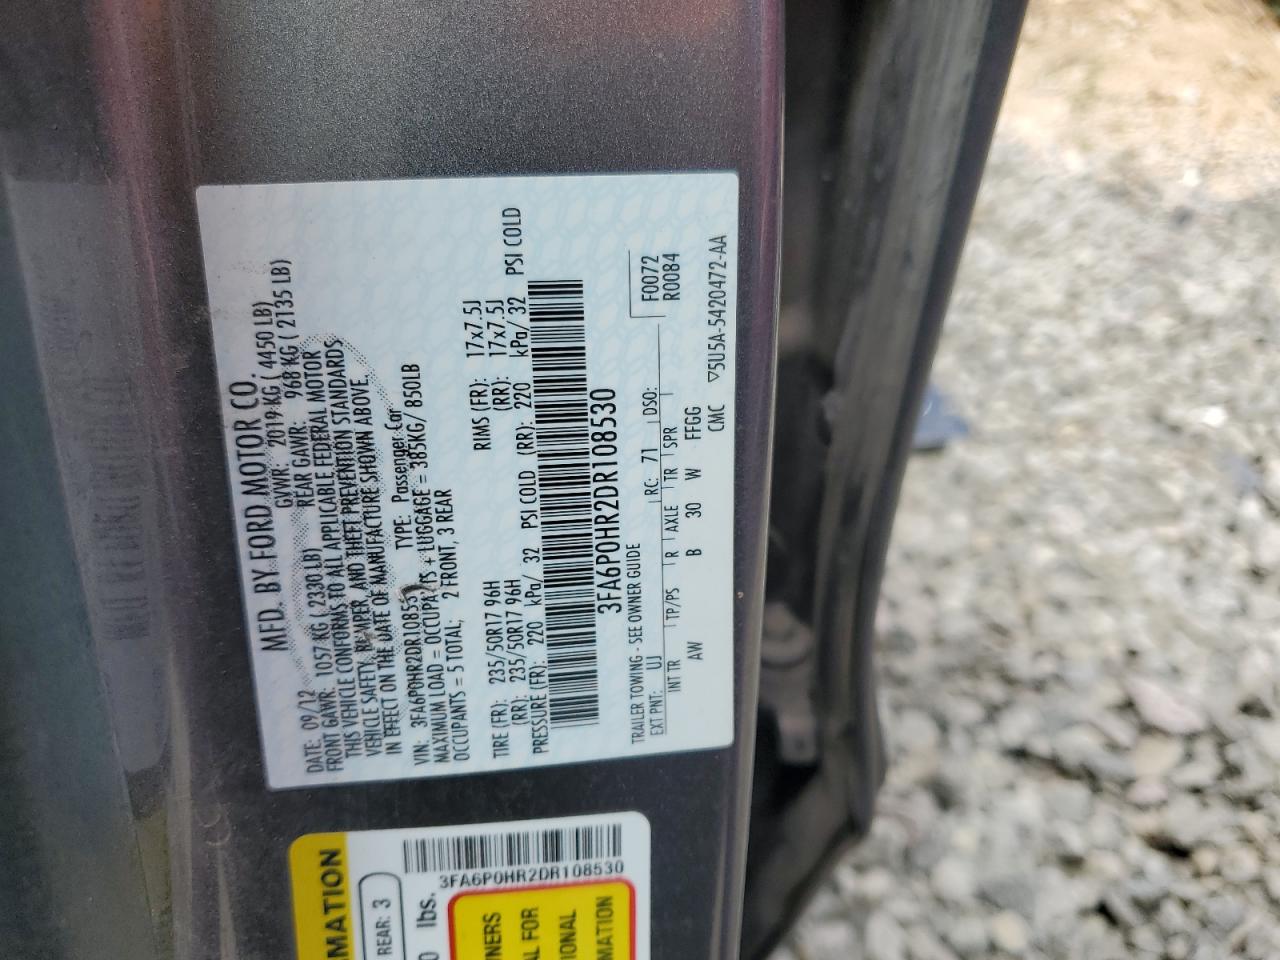 MFD. BY FORD MOTOR CO.
DATE: 09/12 GVWR: 2019 KG ( 4450 LB)
FRONT GAWR: 1057 KG ( 2330 LB) REAR GAWR: 968 KG ( 2135 LB)
THIS VEHICLE CONFORMS TO ALL APPLICABLE FEDERAL MOTOR
VEHICLE SAFETY, BUMPER, AND THEFT PREVENTION STANDARDS
IN EFFECT ON THE DATE OF MANUFACTURE SHOWN ABOVE.
VIN: 3FA6P0HR2DR108530 TYPE: Passenger Car
MAXIMUM LOAD = OCCUPANTS + LUGGAGE = 385KG/ 850LB
OCCUPANTS = 5 TOTAL; 2 FRONT, 3 REAR
TIRE (FR): 235/50R17 96H RIMS (FR): 17x7.5J
(RR): 235/50R17 96H (RR): 17x7.5J
PRESSURE (FR): 220 kPa/ 32 PSI COLD (RR): 220 kPa/ 32 PSI COLD
3FA6P0HR2DR108530
TRAILER TOWING - SEE OWNER GUIDE F0072
EXT PNT: UJ RC: 71 DSO: R0084
INT TR TP/PS R AXLE TR SPR
AW B 30 W FFGG
CMC ▽5U5A-5420472-AA
MATION
REAR: 3
0 lbs.
3FA6P0HR2DR108530
NERS
L FOR
IONAL
MATION